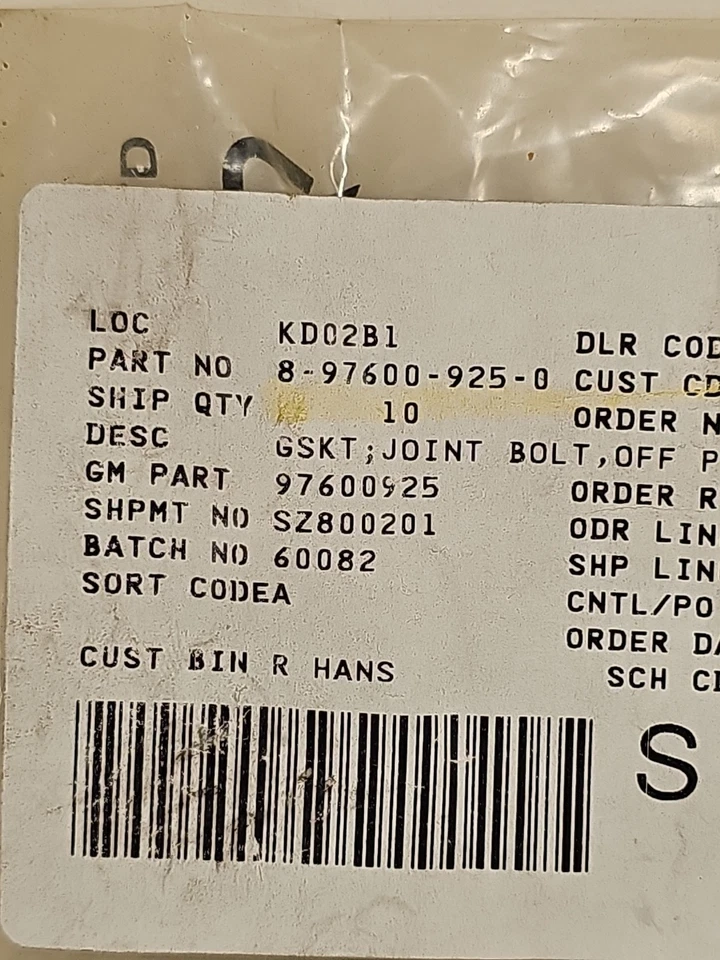 LOC KD02B1 DLR COD
PART NO 8-97600-925-0 CUST CD
SHIP QTY 10 ORDER N
DESC GSKT;JOINT BOLT,OFF P
GM PART 97600925 ORDER R
SHPMT NO SZ800201 ODR LIN
BATCH NO 60082 SHP LIN
SORT CODEA CNTL/PO
ORDER DA
CUST BIN R HANS SCH CD
S